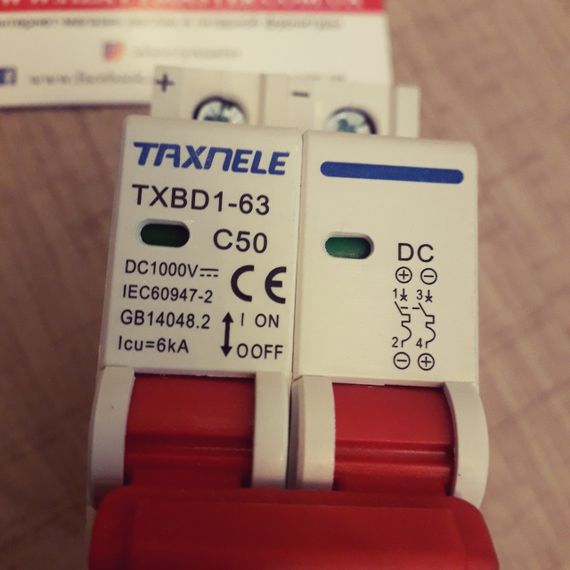 + −
TAXNELE
TXBD1-63
C50
DC1000V⎓
IEC60947-2
GB14048.2
Icu=6kA
CE
I ON
O OFF
DC
⊕ ⊖
1 3
2 4
⊖ ⊕